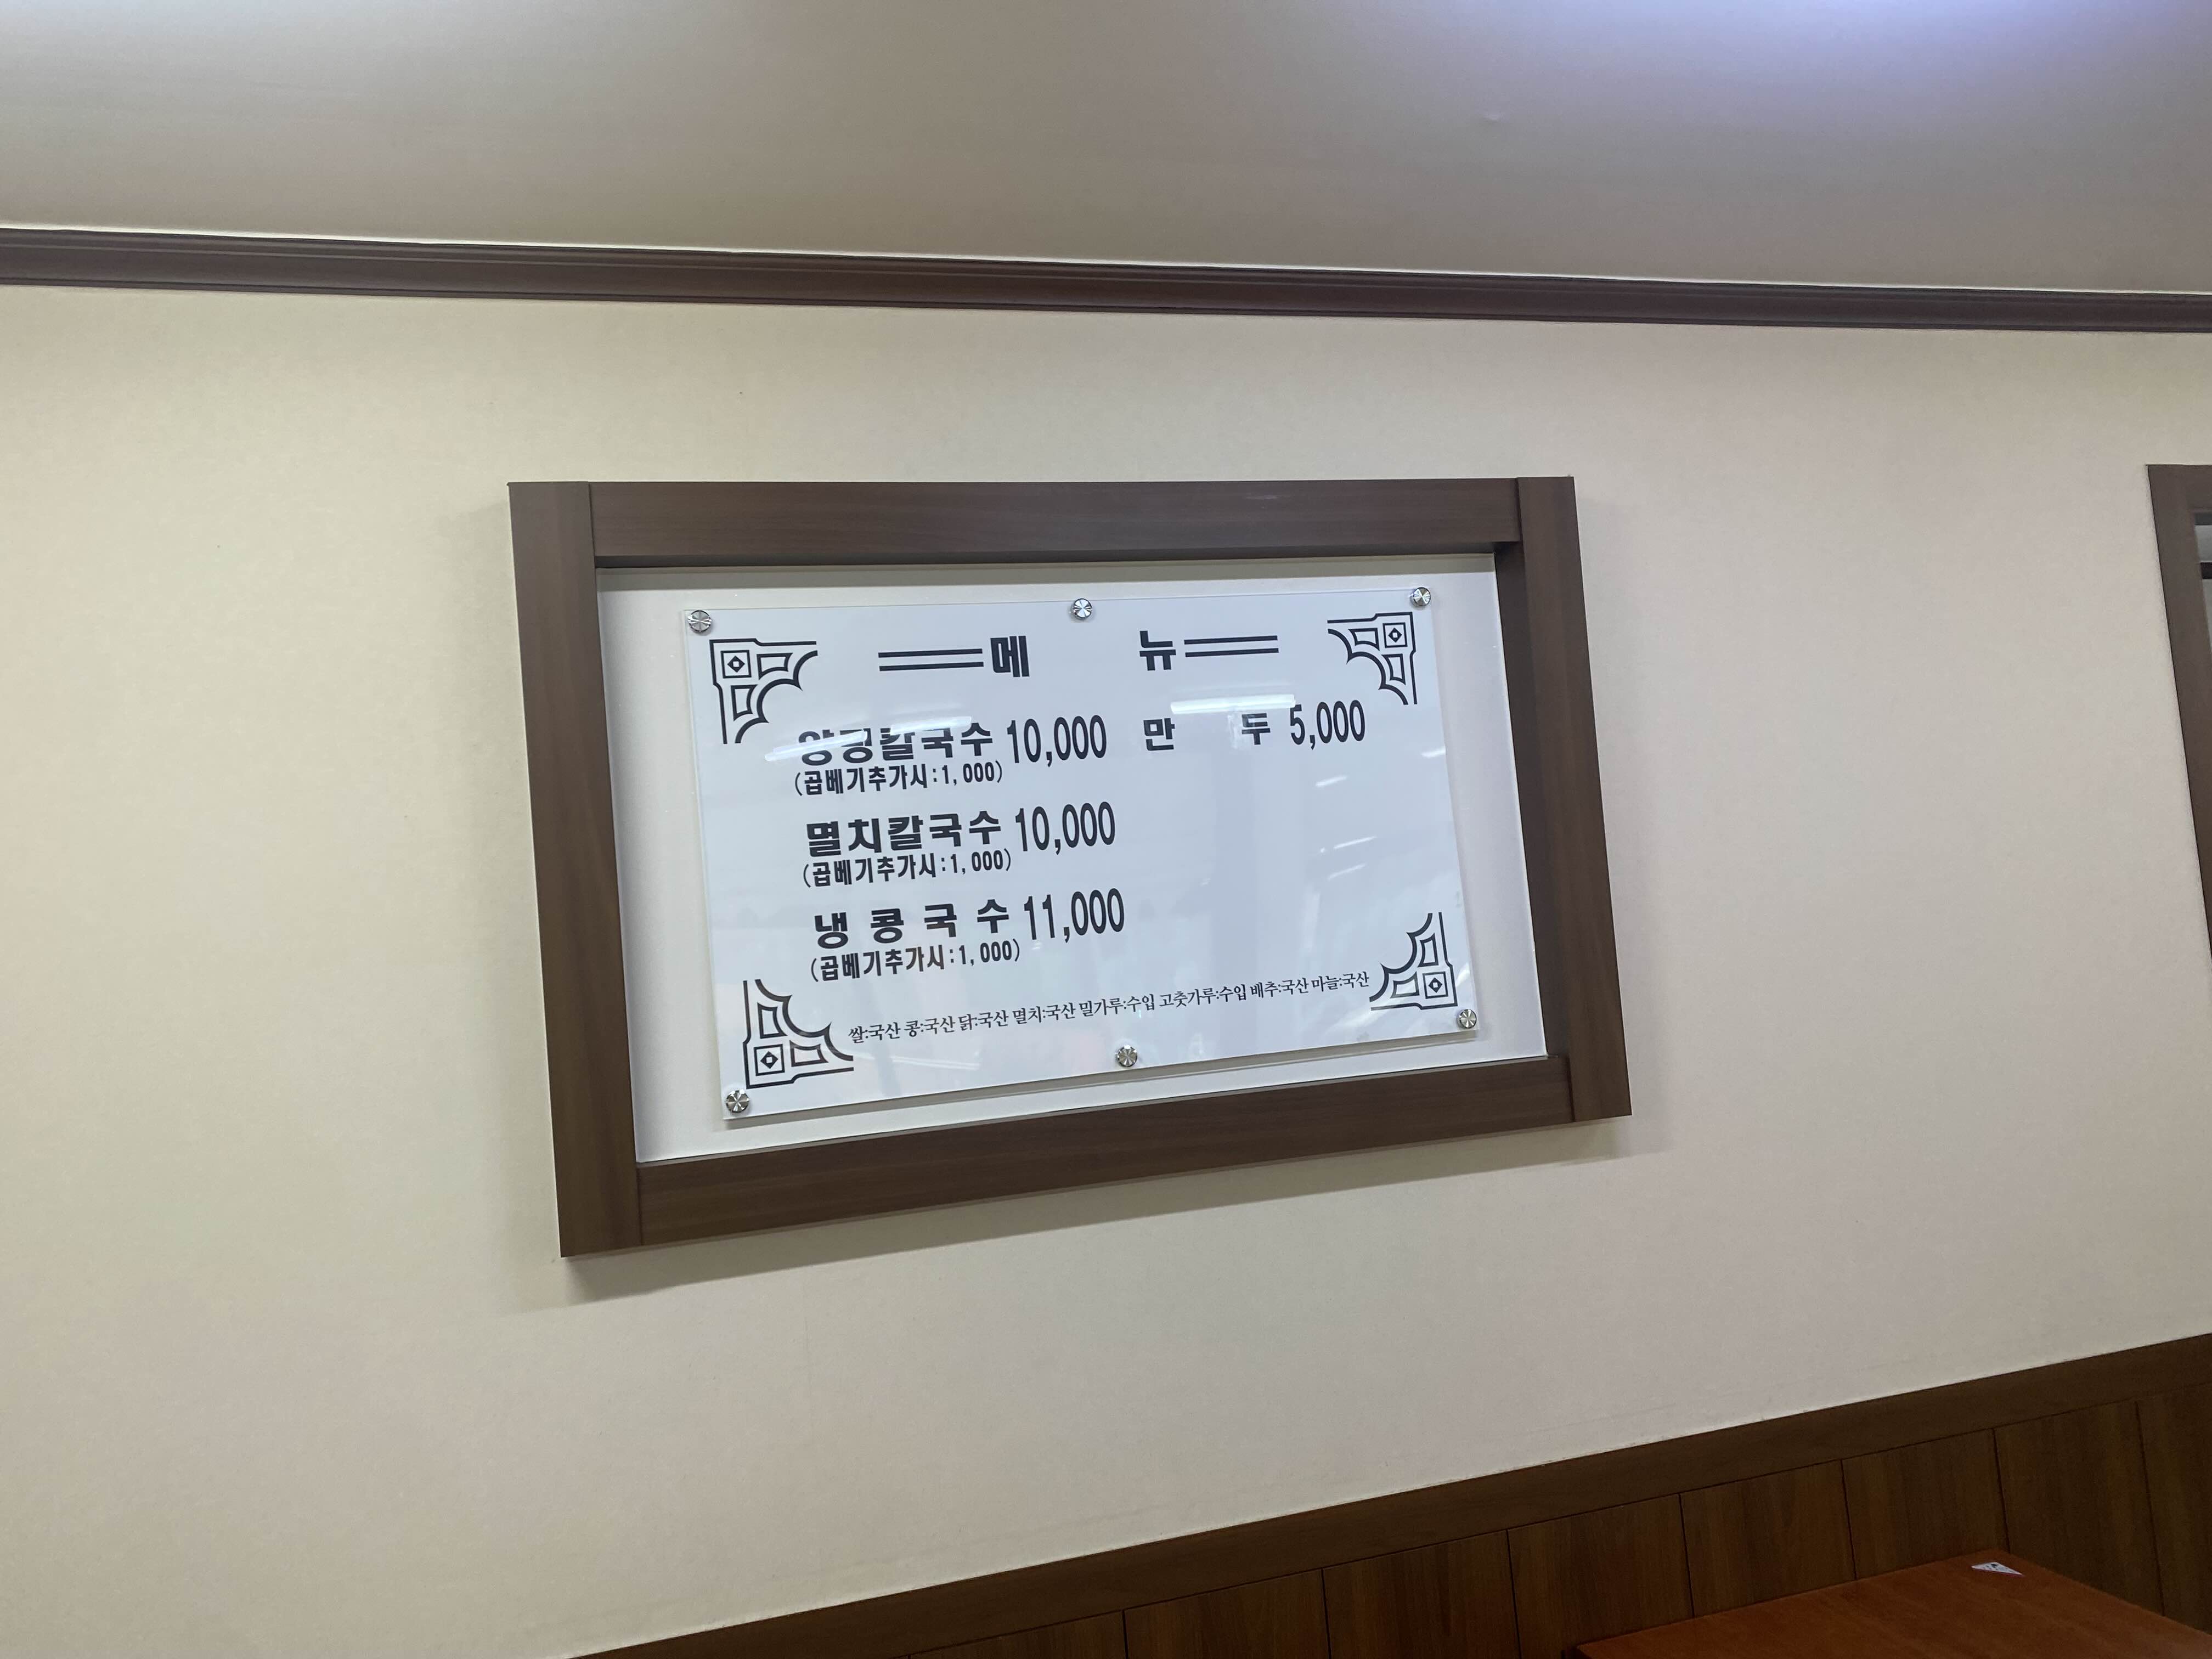 메 뉴
칼국수 10,000 만 두 5,000
(곱베기추가시:1,000)
멸치칼국수 10,000
(곱베기추가시:1,000)
냉콩국수 11,000
(곱베기추가시:1,000)
쌀:국산 콩:국산 닭:국산 멸치:국산 밀가루:수입 고춧가루:수입 배추:국산 마늘:국산